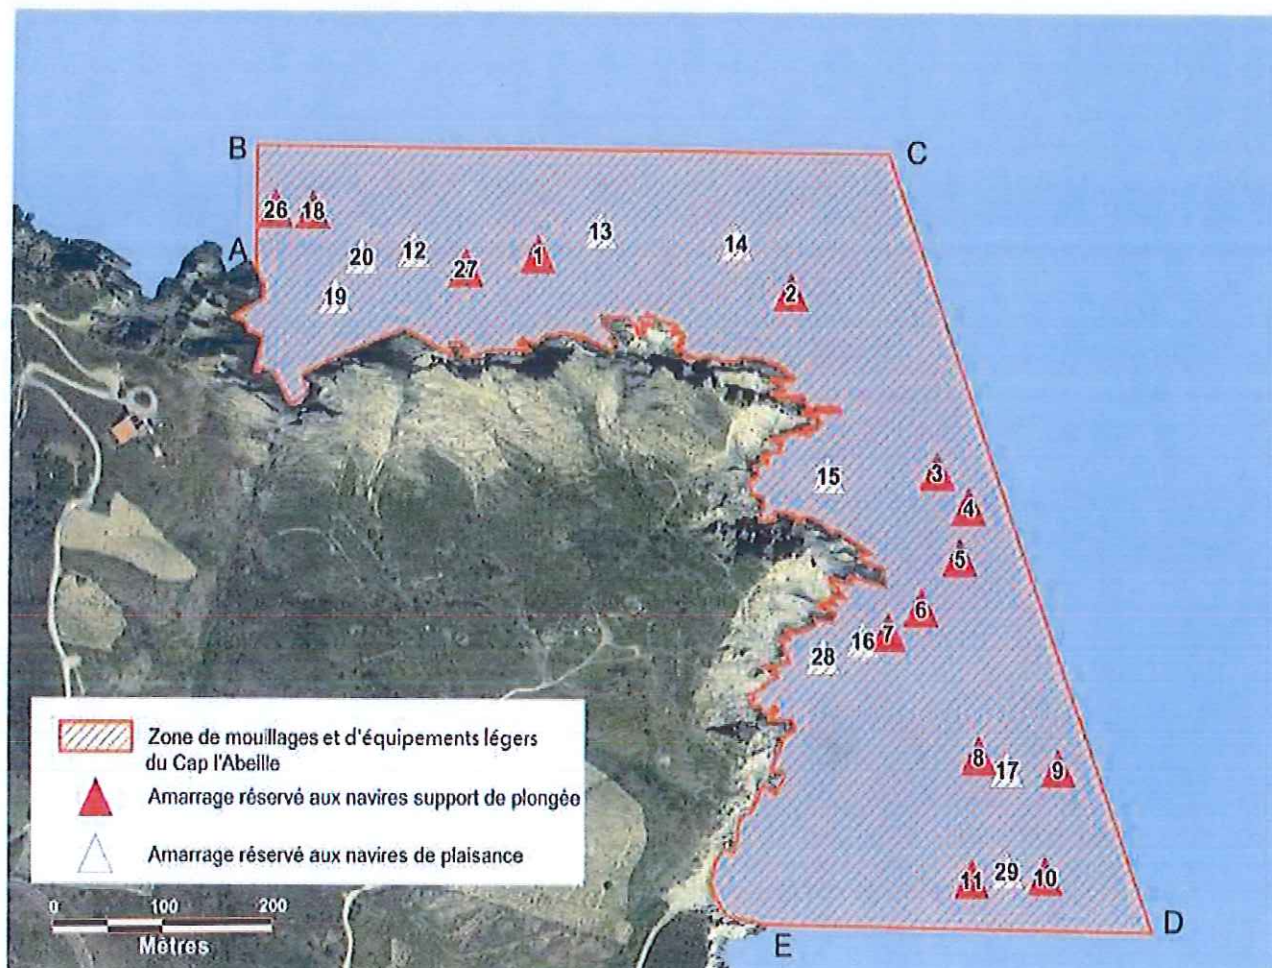 B
C
26
18
13
14
A
20
12
27
1
19
2
15
3
4
5
6
7
16
28
8
17
9
11
29
10
E
D
Zone de mouillages et d'équipements légers
du Cap l'Abeille
Amarrage réservé aux navires support de plongée
Amarrage réservé aux navires de plaisance
0 100 200
Mètres